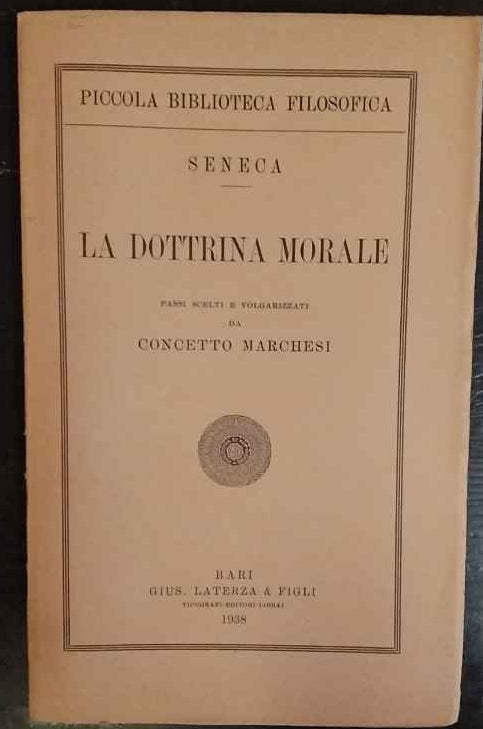 PICCOLA BIBLIOTECA FILOSOFICA
SENECA
LA DOTTRINA MORALE
PASSI SCELTI E VOLGARIZZATI
DA
CONCETTO MARCHESI
BARI
GIUS. LATERZA & FIGLI
TIPOGRAFI-EDITORI-LIBRAI
1938